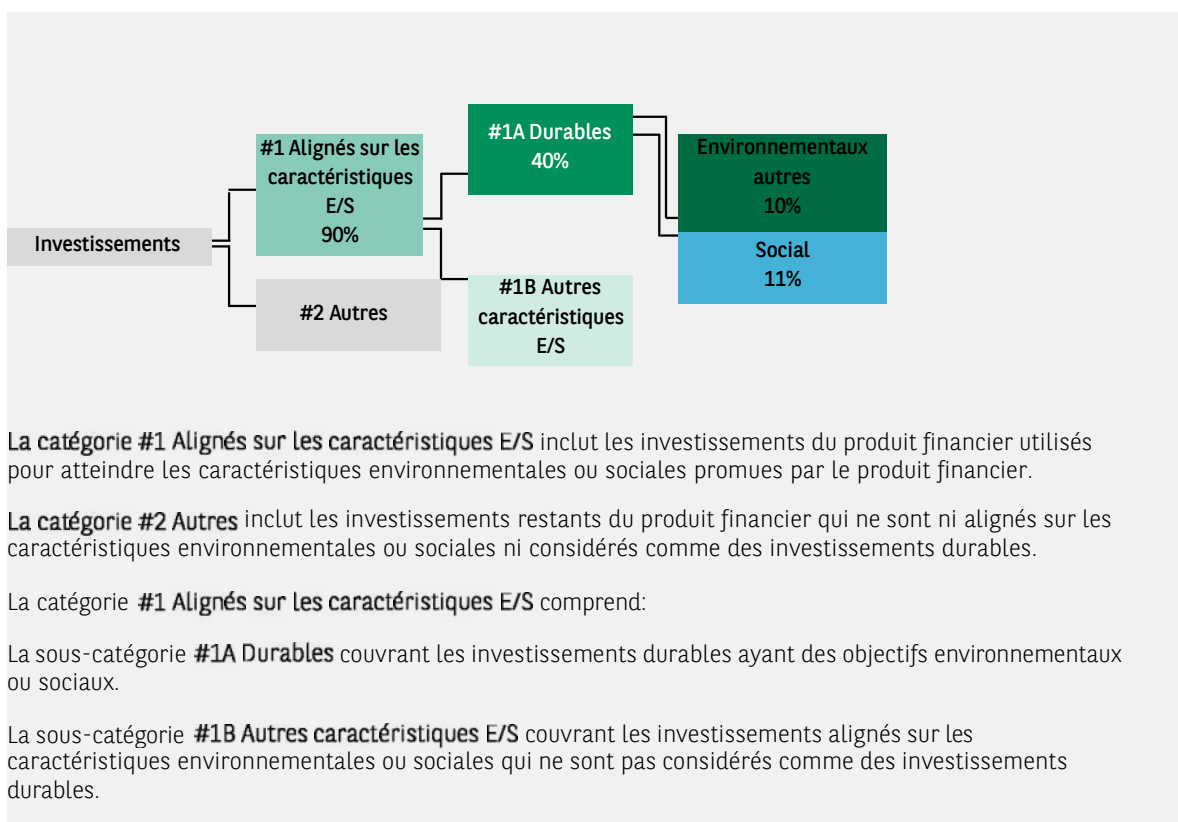 Investissements
#1 Alignés sur les
caractéristiques
E/S
90%
#2 Autres
#1A Durables
40%
#1B Autres
caractéristiques
E/S
Environnementaux
autres
10%
Social
11%
La catégorie #1 Alignés sur les caractéristiques E/S inclut les investissements du produit financier utilisés
pour atteindre les caractéristiques environnementales ou sociales promues par le produit financier.
La catégorie #2 Autres inclut les investissements restants du produit financier qui ne sont ni alignés sur les
caractéristiques environnementales ou sociales ni considérés comme des investissements durables.
La catégorie #1 Alignés sur les caractéristiques E/S comprend:
La sous-catégorie #1A Durables couvrant les investissements durables ayant des objectifs environnementaux
ou sociaux.
La sous-catégorie #1B Autres caractéristiques E/S couvrant les investissements alignés sur les
caractéristiques environnementales ou sociales qui ne sont pas considérés comme des investissements
durables.